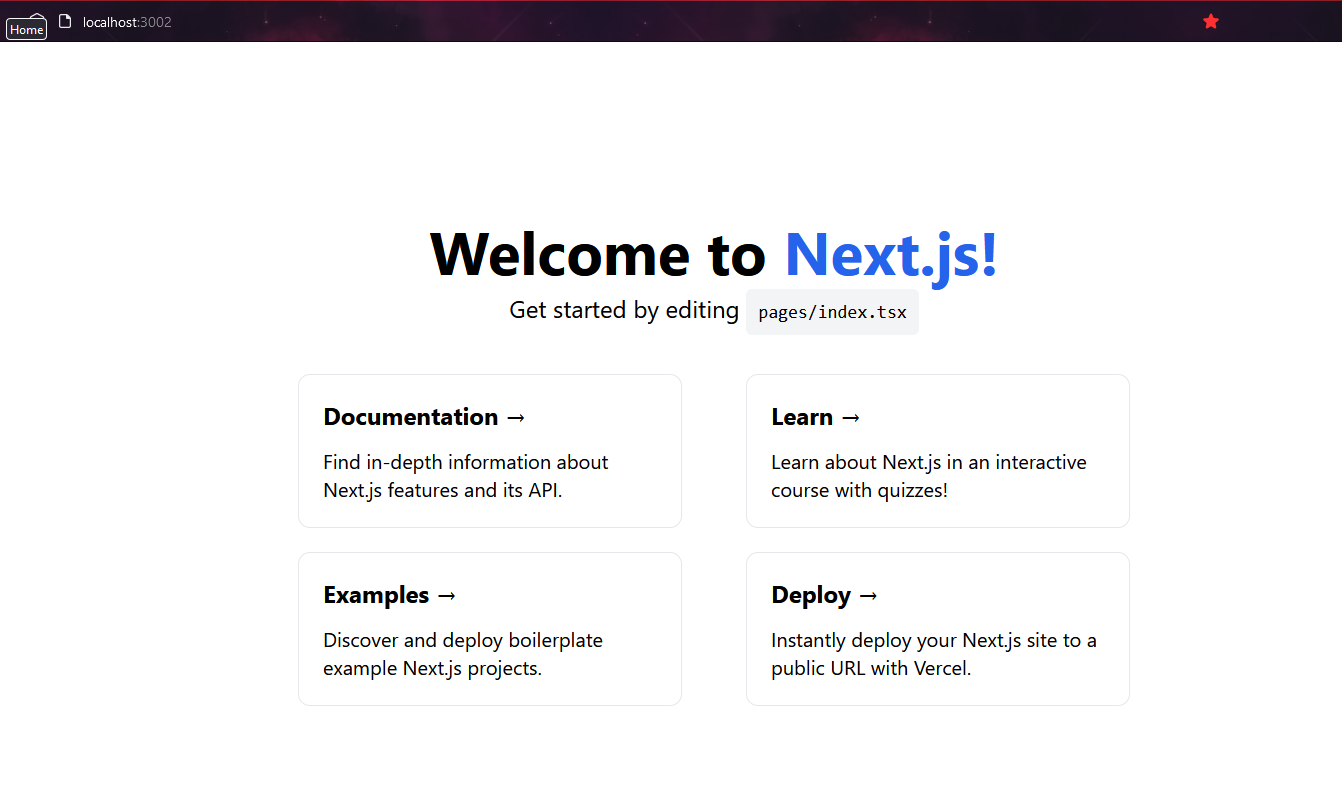 Home
localhost:3002
Welcome to Next.js!
Get started by editing pages/index.tsx
Documentation →
Find in-depth information about
Next.js features and its API.
Learn →
Learn about Next.js in an interactive
course with quizzes!
Examples →
Discover and deploy boilerplate
example Next.js projects.
Deploy →
Instantly deploy your Next.js site to a
public URL with Vercel.